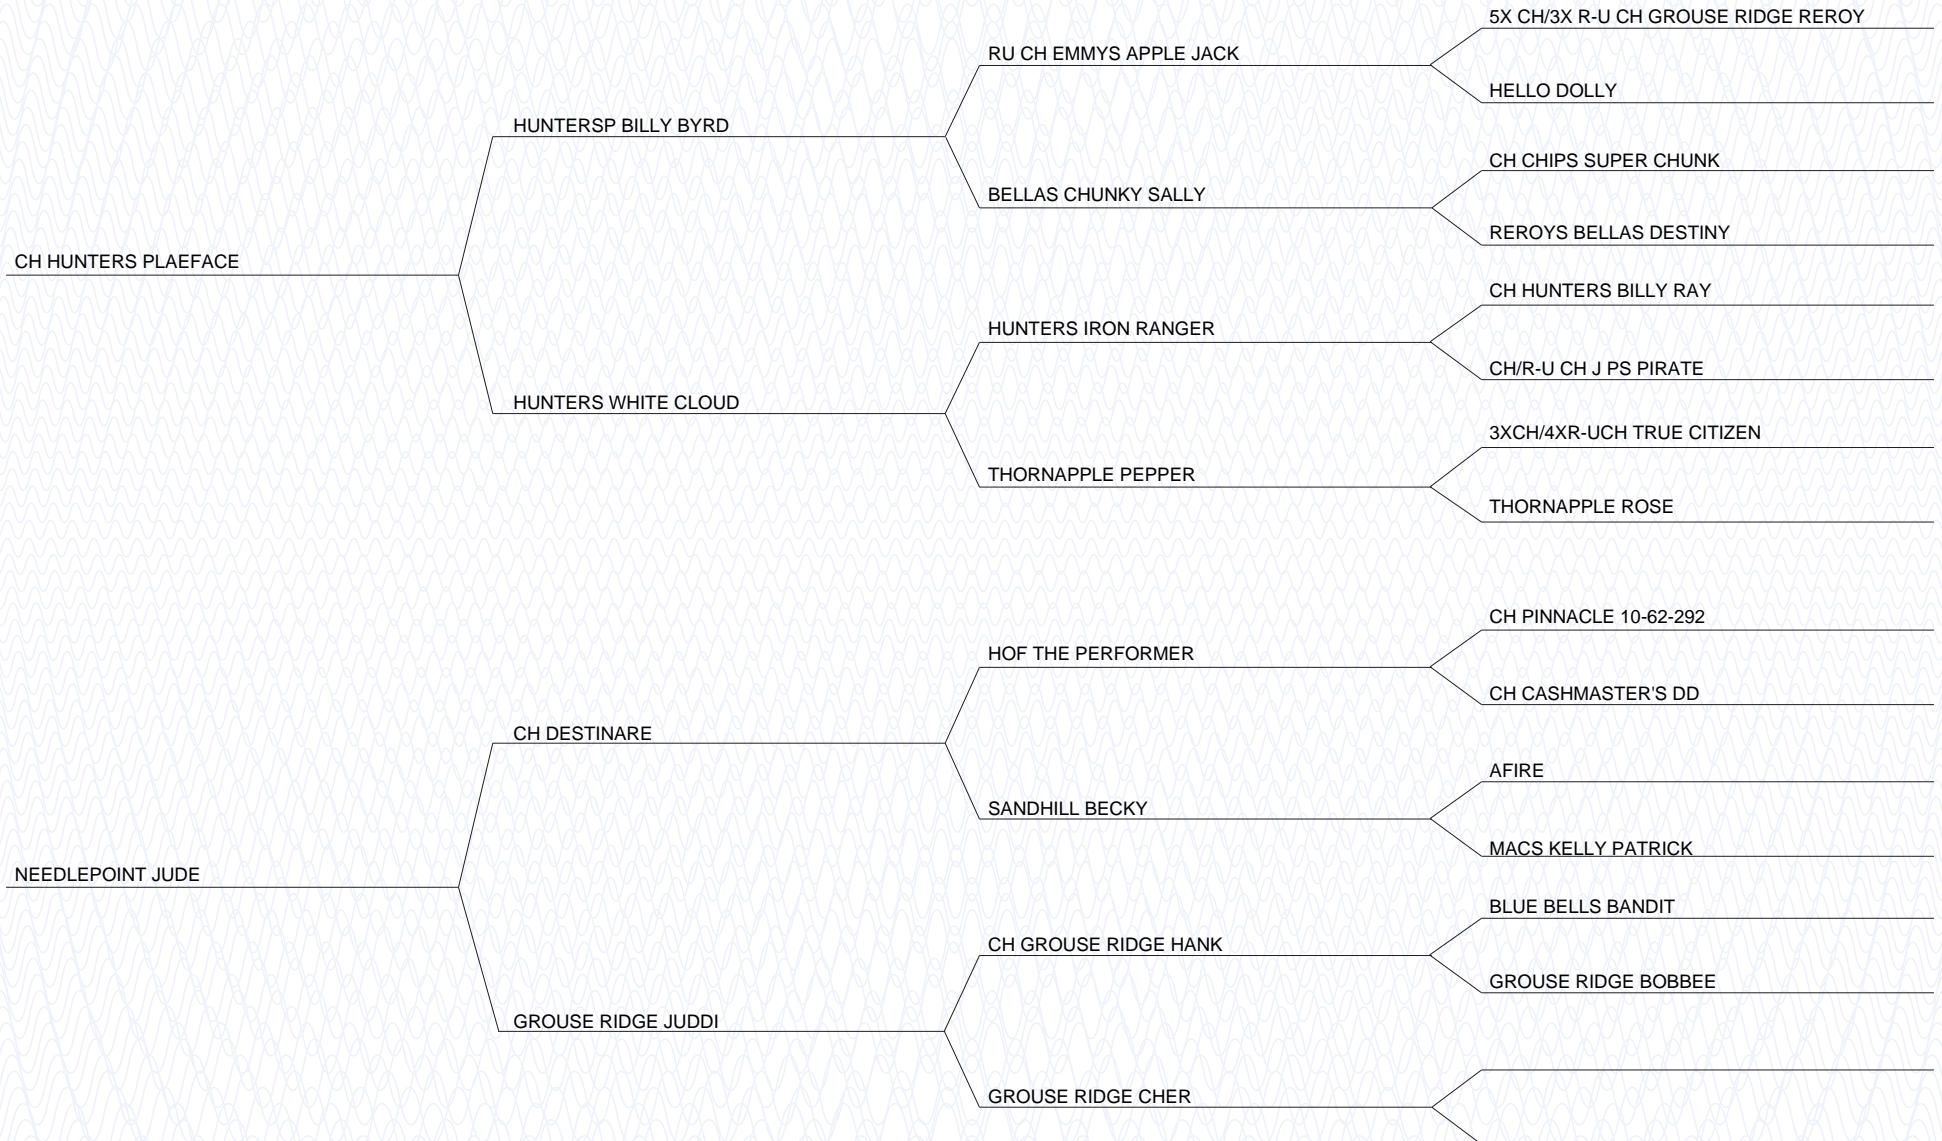 5X CH/3X R-U CH GROUSE RIDGE REROY
RU CH EMMYS APPLE JACK
HELLO DOLLY
HUNTERSP BILLY BYRD
CH CHIPS SUPER CHUNK
BELLAS CHUNKY SALLY
REROYS BELLAS DESTINY
CH HUNTERS PLAEFACE
CH HUNTERS BILLY RAY
HUNTERS IRON RANGER
CH/R-U CH J PS PIRATE
HUNTERS WHITE CLOUD
3XCH/4XR-UCH TRUE CITIZEN
THORNAPPLE PEPPER
THORNAPPLE ROSE
CH PINNACLE 10-62-292
HOF THE PERFORMER
CH CASHMASTER'S DD
CH DESTINARE
AFIRE
SANDHILL BECKY
MACS KELLY PATRICK
NEEDLEPOINT JUDE
BLUE BELLS BANDIT
CH GROUSE RIDGE HANK
GROUSE RIDGE BOBBEE
GROUSE RIDGE JUDDI
GROUSE RIDGE CHER